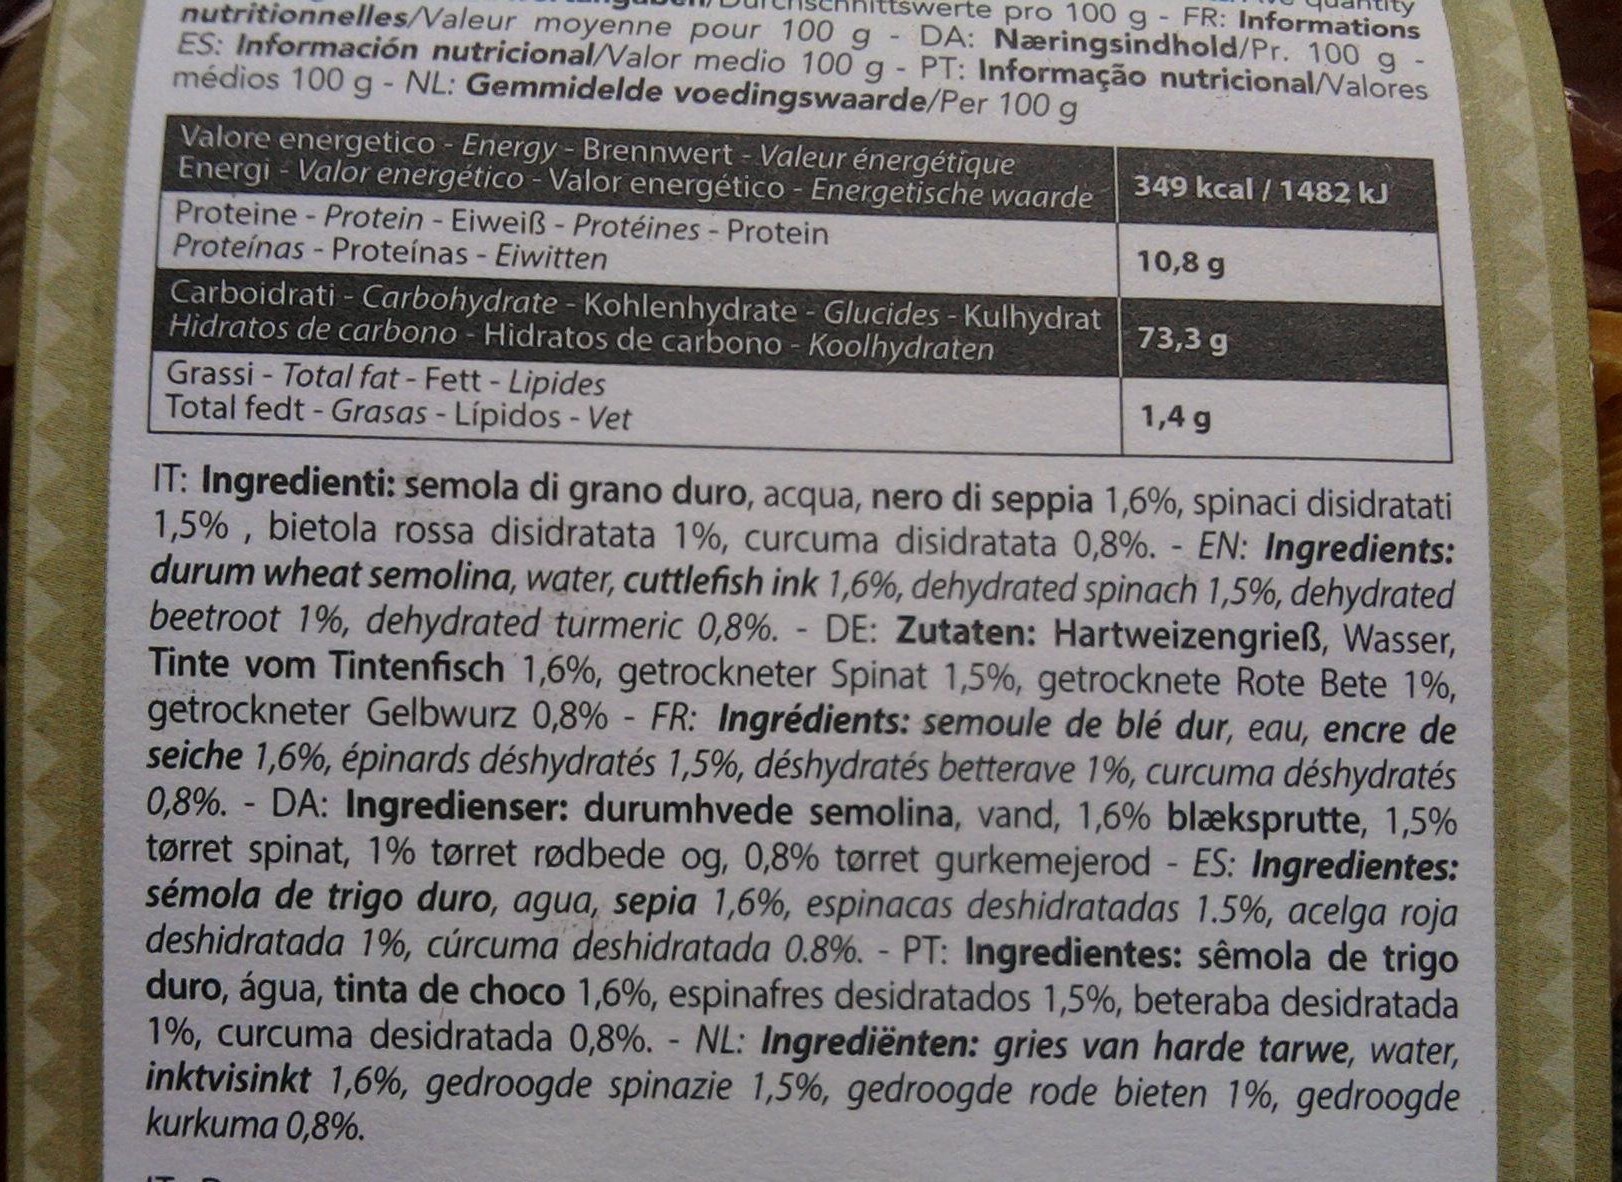 Durchschnittswerte pro 100 g - FR: Informations
nutritionnelles/Valeur moyenne pour 100 g - DA: Næringsindhold/Pr. 100 g -
ES: Información nutricional/Valor medio 100 g - PT: Informação nutricional/Valores
médios 100 g - NL: Gemmidelde voedingswaarde/Per 100 g
Valore energetico - Energy - Brennwert - Valeur énergétique
Energi - Valor energético - Valor energético - Energetische waarde
349 kcal / 1482 kJ
Proteine - Protein - Eiweiß - Protéines - Protein
Proteínas - Proteínas - Eiwitten
10,8 g
Carboidrati - Carbohydrate - Kohlenhydrate - Glucides - Kulhydrat
Hidratos de carbono - Hidratos de carbono - Koolhydraten
73,3 g
Grassi - Total fat - Fett - Lipides
Total fedt - Grasas - Lípidos - Vet
1,4 g
IT: Ingredienti: semola di grano duro, acqua, nero di seppia 1,6%, spinaci disidratati
1,5% , bietola rossa disidratata 1%, curcuma disidratata 0,8%. - EN: Ingredients:
durum wheat semolina, water, cuttlefish ink 1,6%, dehydrated spinach 1,5%, dehydrated
beetroot 1%, dehydrated turmeric 0,8%. - DE: Zutaten: Hartweizengrieß, Wasser,
Tinte vom Tintenfisch 1,6%, getrockneter Spinat 1,5%, getrocknete Rote Bete 1%,
getrockneter Gelbwurz 0,8% - FR: Ingrédients: semoule de blé dur, eau, encre de
seiche 1,6%, épinards déshydratés 1,5%, déshydratés betterave 1%, curcuma déshydratés
0,8%. - DA: Ingredienser: durumhvede semolina, vand, 1,6% blæksprutte, 1,5%
tørret spinat, 1% tørret rødbede og, 0,8% tørret gurkemejerod - ES: Ingredientes:
sémola de trigo duro, agua, sepia 1,6%, espinacas deshidratadas 1.5%, acelga roja
deshidratada 1%, cúrcuma deshidratada 0.8%. - PT: Ingredientes: sêmola de trigo
duro, água, tinta de choco 1,6%, espinafres desidratados 1,5%, beteraba desidratada
1%, curcuma desidratada 0,8%. - NL: Ingrediënten: gries van harde tarwe, water,
inktvisinkt 1,6%, gedroogde spinazie 1,5%, gedroogde rode bieten 1%, gedroogde
kurkuma 0,8%.